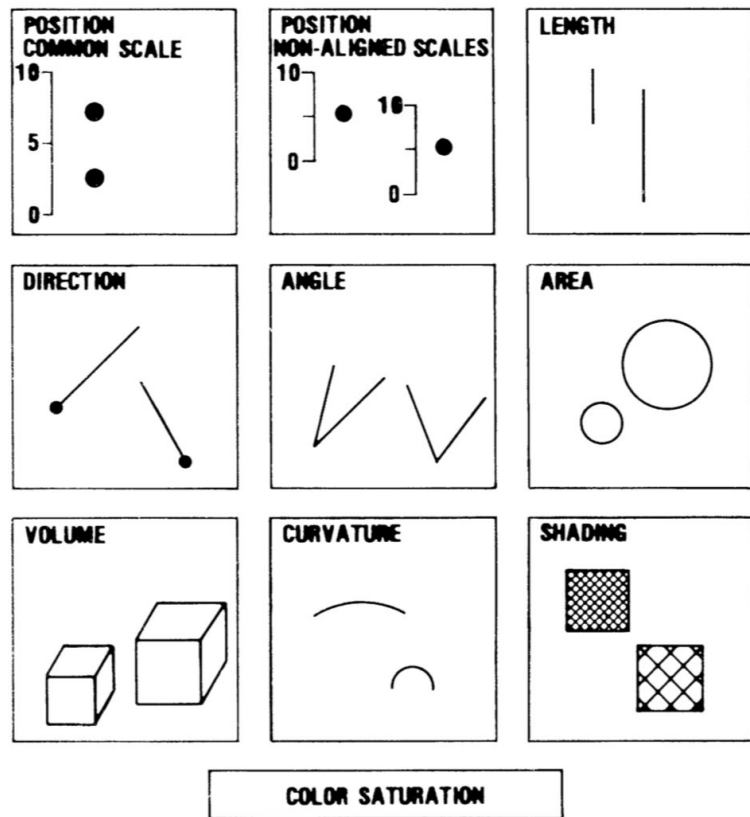 POSITION
COMMON SCALE
10
5
0
POSITION
NON-ALIGNED SCALES
10
0
10
0
LENGTH
DIRECTION
ANGLE
AREA
VOLUME
CURVATURE
SHADING
COLOR SATURATION